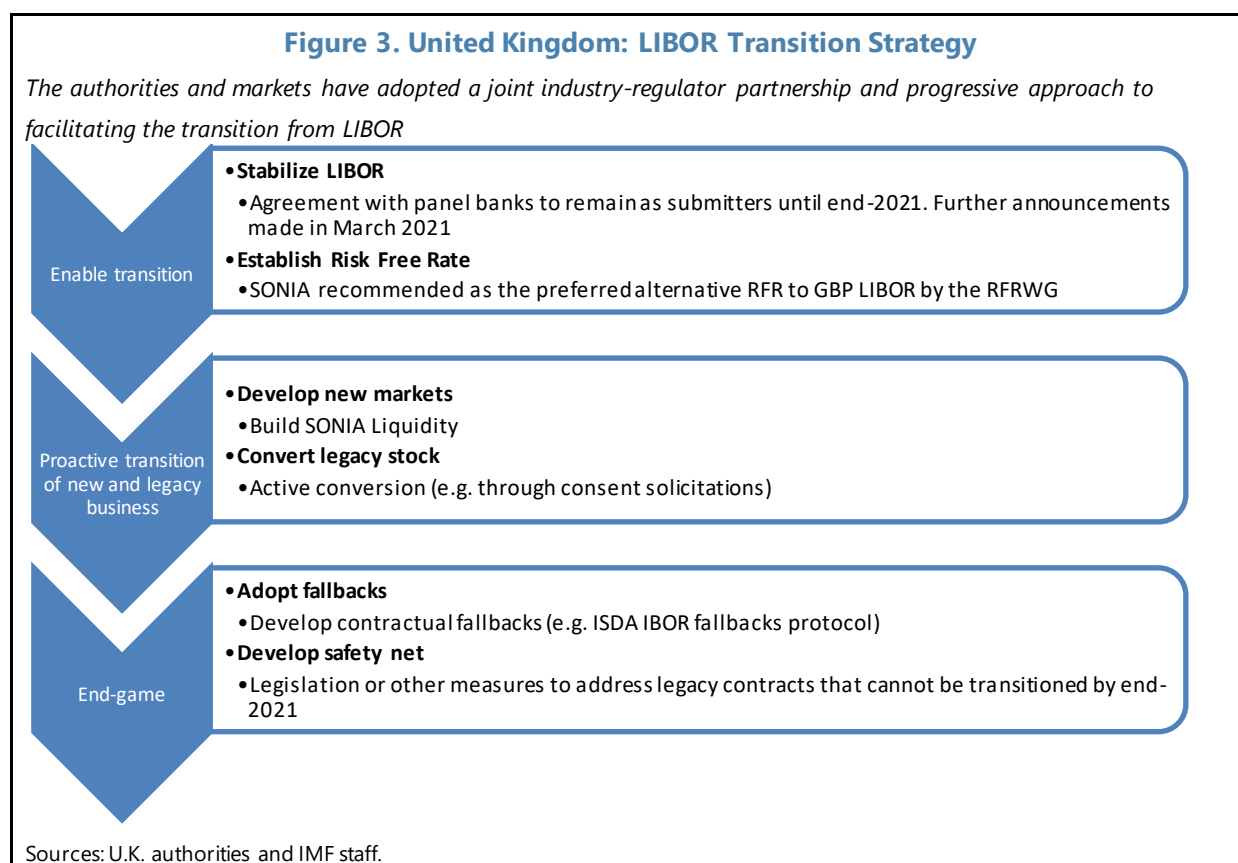 Figure 3. United Kingdom: LIBOR Transition Strategy
The authorities and markets have adopted a joint industry-regulator partnership and progressive approach to
facilitating the transition from LIBOR
Enable transition
•Stabilize LIBOR
•Agreement with panel banks to remain as submitters until end-2021. Further announcements
made in March 2021
•Establish Risk Free Rate
•SONIA recommended as the preferred alternative RFR to GBP LIBOR by the RFRWG
Proactive transition
of new and legacy
business
•Develop new markets
•Build SONIA Liquidity
•Convert legacy stock
•Active conversion (e.g. through consent solicitations)
End-game
•Adopt fallbacks
•Develop contractual fallbacks (e.g. ISDA IBOR fallbacks protocol)
•Develop safety net
•Legislation or other measures to address legacy contracts that cannot be transitioned by end-
2021
Sources: U.K. authorities and IMF staff.